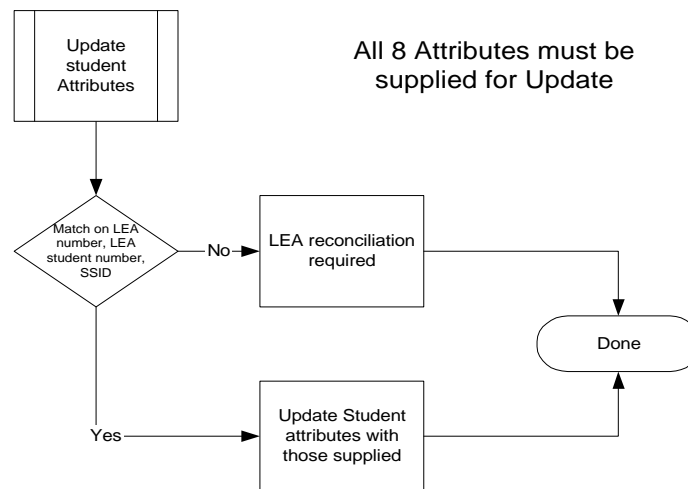 Update
student
Attributes
All 8 Attributes must be
supplied for Update
Match on LEA
number, LEA
student number,
SSID
No
LEA reconciliation
required
Done
Yes
Update Student
attributes with
those supplied